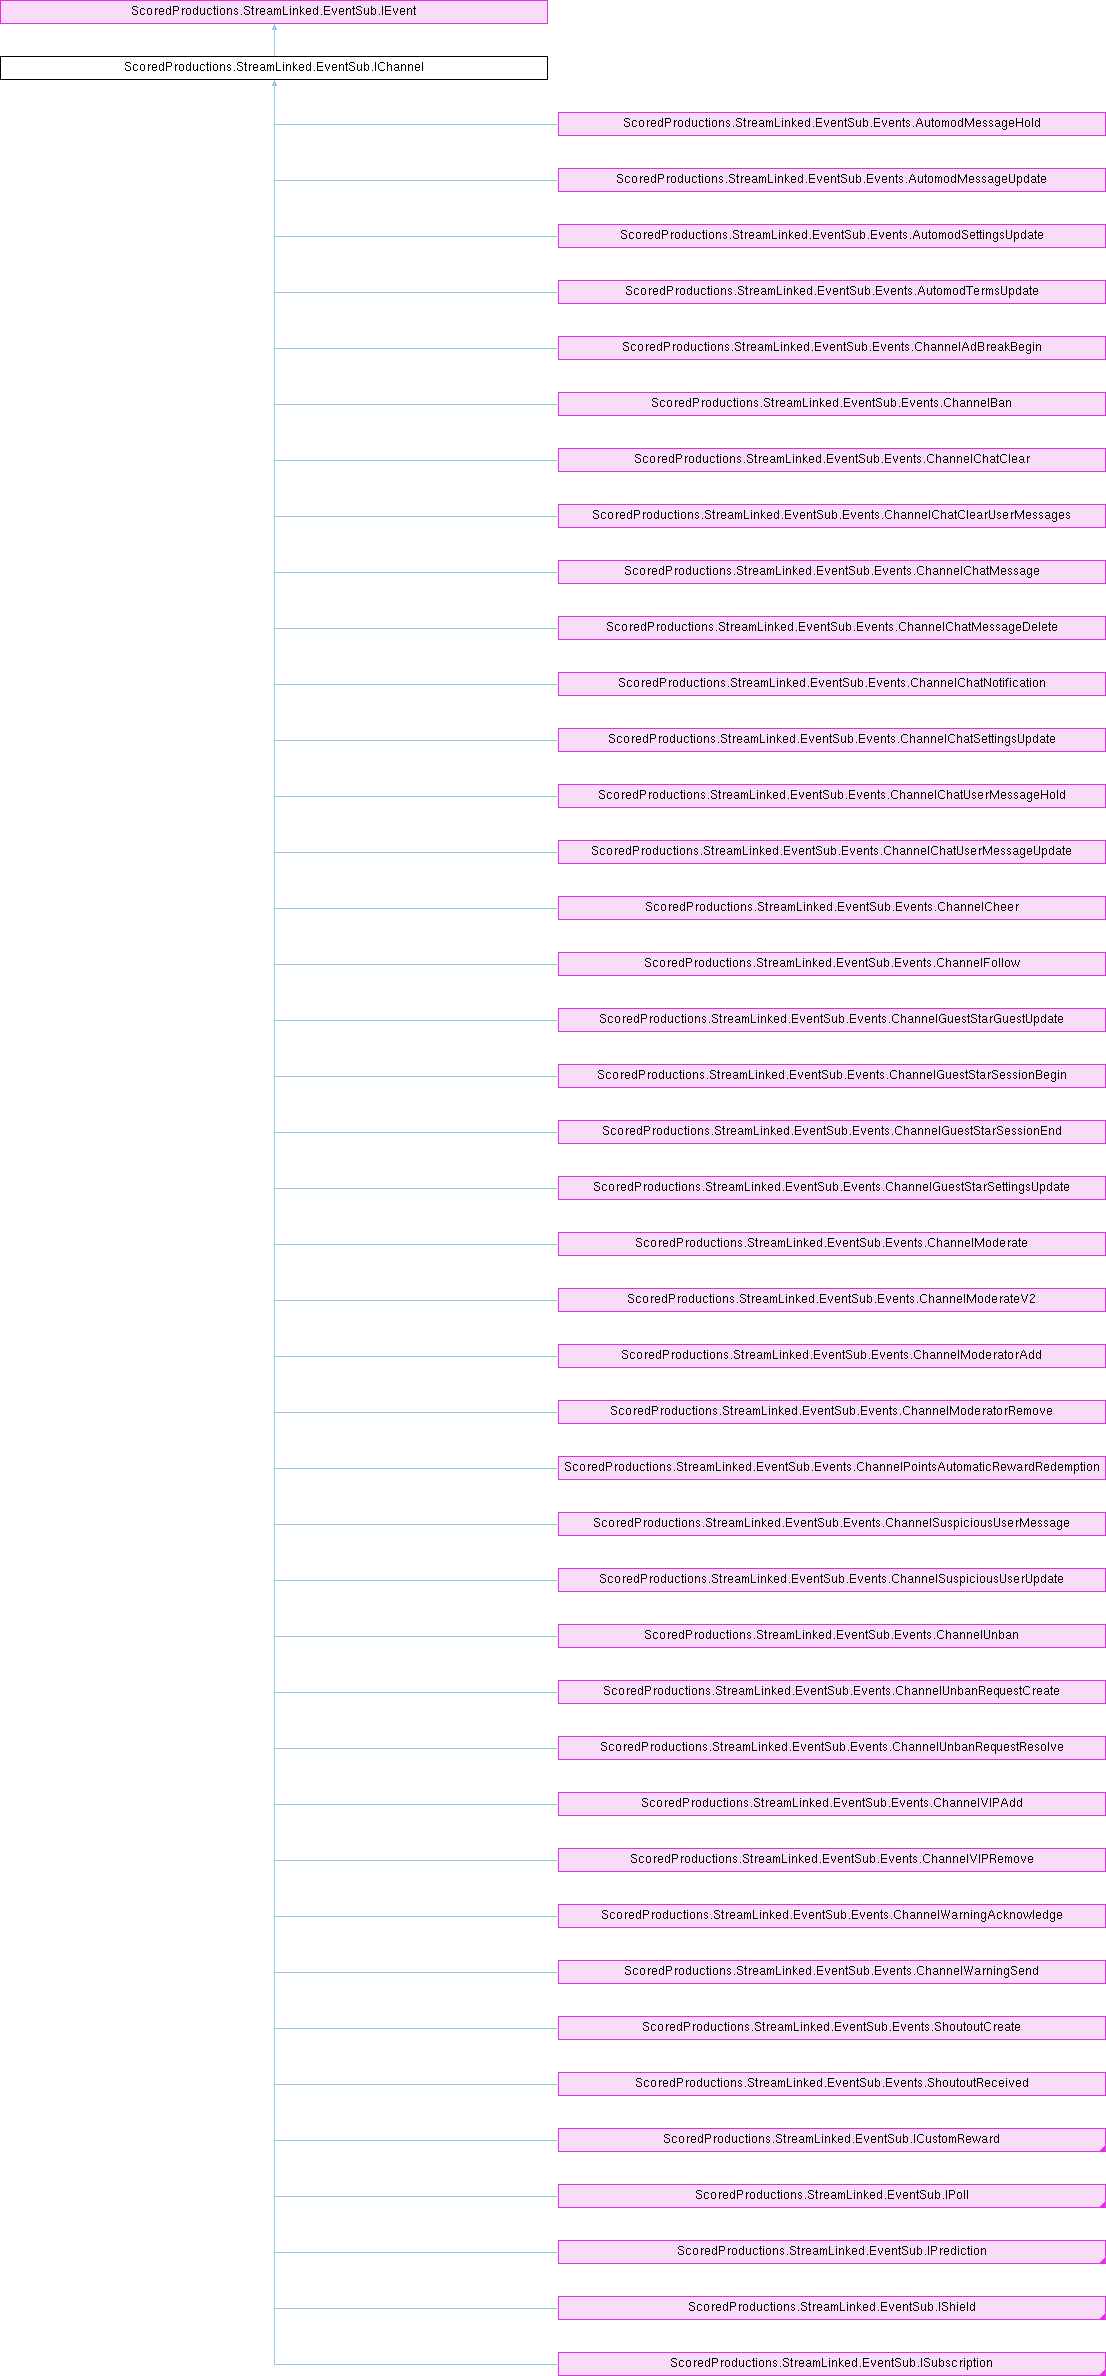 ScoredProductions.StreamLinked.EventSub.IEvent
ScoredProductions.StreamLinked.EventSub.IChannel
ScoredProductions.StreamLinked.EventSub.Events.AutomodMessageHold
ScoredProductions.StreamLinked.EventSub.Events.AutomodMessageUpdate
ScoredProductions.StreamLinked.EventSub.Events.AutomodSettingsUpdate
ScoredProductions.StreamLinked.EventSub.Events.AutomodTermsUpdate
ScoredProductions.StreamLinked.EventSub.Events.ChannelAdBreakBegin
ScoredProductions.StreamLinked.EventSub.Events.ChannelBan
ScoredProductions.StreamLinked.EventSub.Events.ChannelChatClear
ScoredProductions.StreamLinked.EventSub.Events.ChannelChatClearUserMessages
ScoredProductions.StreamLinked.EventSub.Events.ChannelChatMessage
ScoredProductions.StreamLinked.EventSub.Events.ChannelChatMessageDelete
ScoredProductions.StreamLinked.EventSub.Events.ChannelChatNotification
ScoredProductions.StreamLinked.EventSub.Events.ChannelChatSettingsUpdate
ScoredProductions.StreamLinked.EventSub.Events.ChannelChatUserMessageHold
ScoredProductions.StreamLinked.EventSub.Events.ChannelChatUserMessageUpdate
ScoredProductions.StreamLinked.EventSub.Events.ChannelCheer
ScoredProductions.StreamLinked.EventSub.Events.ChannelFollow
ScoredProductions.StreamLinked.EventSub.Events.ChannelGuestStarGuestUpdate
ScoredProductions.StreamLinked.EventSub.Events.ChannelGuestStarSessionBegin
ScoredProductions.StreamLinked.EventSub.Events.ChannelGuestStarSessionEnd
ScoredProductions.StreamLinked.EventSub.Events.ChannelGuestStarSettingsUpdate
ScoredProductions.StreamLinked.EventSub.Events.ChannelModerate
ScoredProductions.StreamLinked.EventSub.Events.ChannelModerateV2
ScoredProductions.StreamLinked.EventSub.Events.ChannelModeratorAdd
ScoredProductions.StreamLinked.EventSub.Events.ChannelModeratorRemove
ScoredProductions.StreamLinked.EventSub.Events.ChannelPointsAutomaticRewardRedemption
ScoredProductions.StreamLinked.EventSub.Events.ChannelSuspiciousUserMessage
ScoredProductions.StreamLinked.EventSub.Events.ChannelSuspiciousUserUpdate
ScoredProductions.StreamLinked.EventSub.Events.ChannelUnban
ScoredProductions.StreamLinked.EventSub.Events.ChannelUnbanRequestCreate
ScoredProductions.StreamLinked.EventSub.Events.ChannelUnbanRequestResolve
ScoredProductions.StreamLinked.EventSub.Events.ChannelVIPAdd
ScoredProductions.StreamLinked.EventSub.Events.ChannelVIPRemove
ScoredProductions.StreamLinked.EventSub.Events.ChannelWarningAcknowledge
ScoredProductions.StreamLinked.EventSub.Events.ChannelWarningSend
ScoredProductions.StreamLinked.EventSub.Events.ShoutoutCreate
ScoredProductions.StreamLinked.EventSub.Events.ShoutoutReceived
ScoredProductions.StreamLinked.EventSub.ICustomReward
ScoredProductions.StreamLinked.EventSub.IPoll
ScoredProductions.StreamLinked.EventSub.IPrediction
ScoredProductions.StreamLinked.EventSub.IShield
ScoredProductions.StreamLinked.EventSub.ISubscription